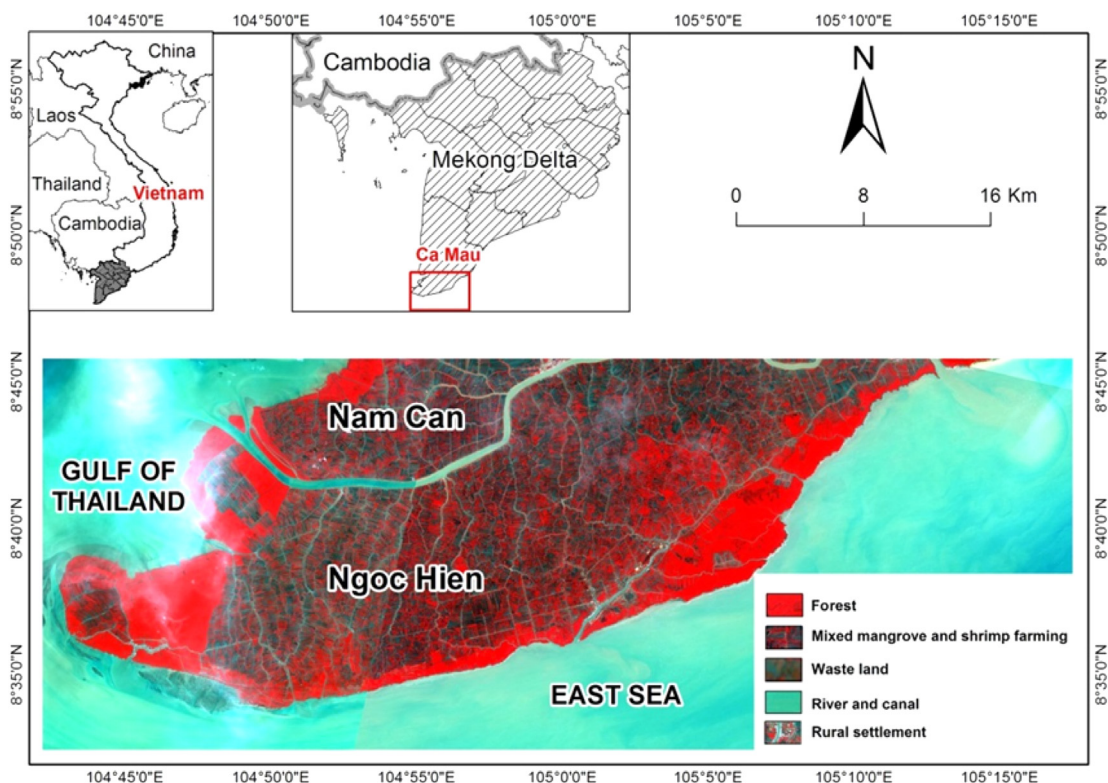 104°45'0"E 104°50'0"E 104°55'0"E 105°0'0"E 105°5'0"E 105°10'0"E 105°15'0"E
8°55'0"N
8°50'0"N
8°45'0"N
8°40'0"N
8°35'0"N
China
Laos
Thailand
Vietnam
Cambodia
Cambodia
Mekong Delta
Ca Mau
N
0 8 16 Km
8°55'0"N
8°50'0"N
8°45'0"N
8°40'0"N
8°35'0"N
Nam Can
GULF OF
THAILAND
Ngoc Hien
EAST SEA
Forest
Mixed mangrove and shrimp farming
Waste land
River and canal
Rural settlement
104°45'0"E 104°50'0"E 104°55'0"E 105°0'0"E 105°5'0"E 105°10'0"E 105°15'0"E